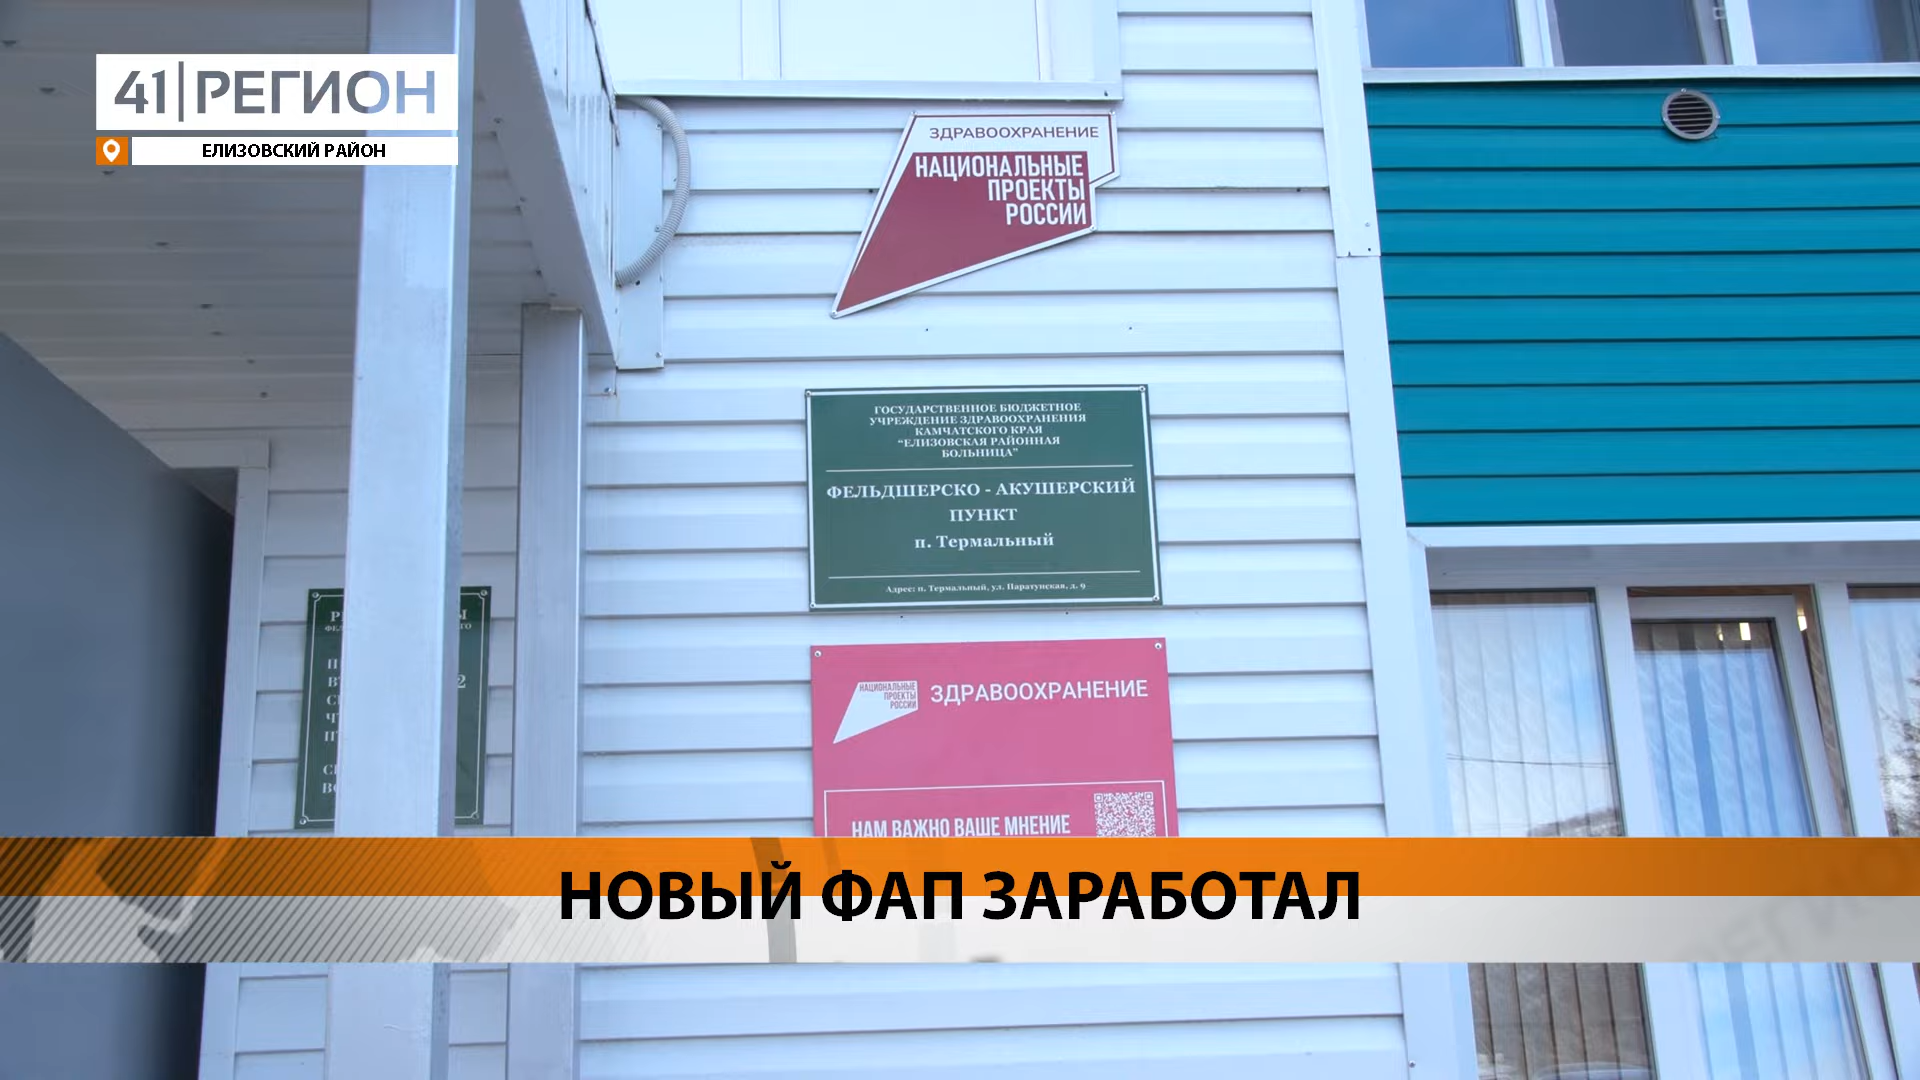 41 РЕГИОН
ЕЛИЗОВСКИЙ РАЙОН
ЗДРАВООХРАНЕНИЕ
НАЦИОНАЛЬНЫЕ
ПРОЕКТЫ
РОССИИ
ГОСУДАРСТВЕННОЕ БЮДЖЕТНОЕ
УЧРЕЖДЕНИЕ ЗДРАВООХРАНЕНИЯ
КАМЧАТСКОГО КРАЯ
“ЕЛИЗОВСКАЯ РАЙОННАЯ
БОЛЬНИЦА”
ФЕЛЬДШЕРСКО - АКУШЕРСКИЙ
ПУНКТ
п. Термальный
Адрес: п. Термальный, ул. Паратунская, д. 9
НАЦИОНАЛЬНЫЕ
ПРОЕКТЫ
РОССИИ
ЗДРАВООХРАНЕНИЕ
НАМ ВАЖНО ВАШЕ МНЕНИЕ
НОВЫЙ ФАП ЗАРАБОТАЛ